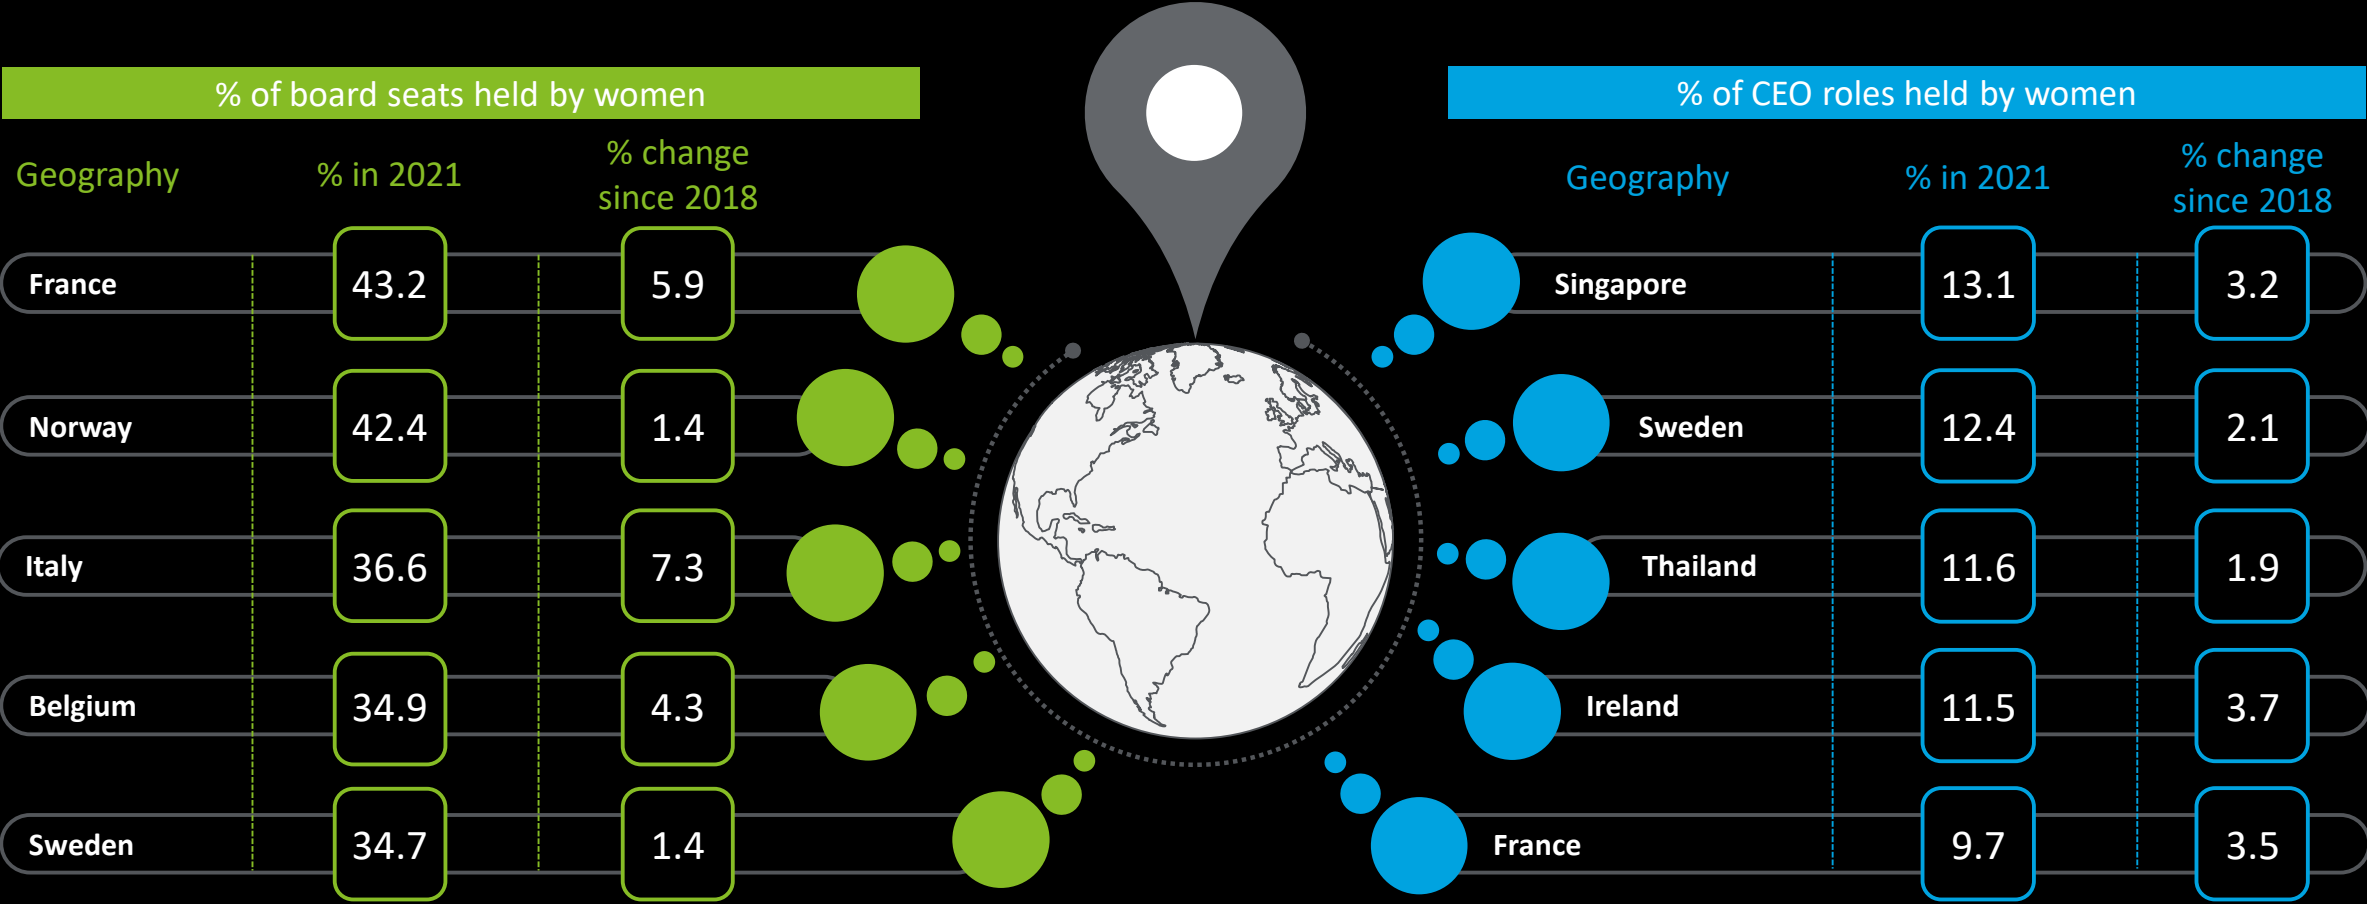 % of board seats held by women
Geography % in 2021 % change
since 2018
France 43.2 5.9
Norway 42.4 1.4
Italy 36.6 7.3
Belgium 34.9 4.3
Sweden 34.7 1.4
% of CEO roles held by women
Geography % in 2021 % change
since 2018
Singapore 13.1 3.2
Sweden 12.4 2.1
Thailand 11.6 1.9
Ireland 11.5 3.7
France 9.7 3.5